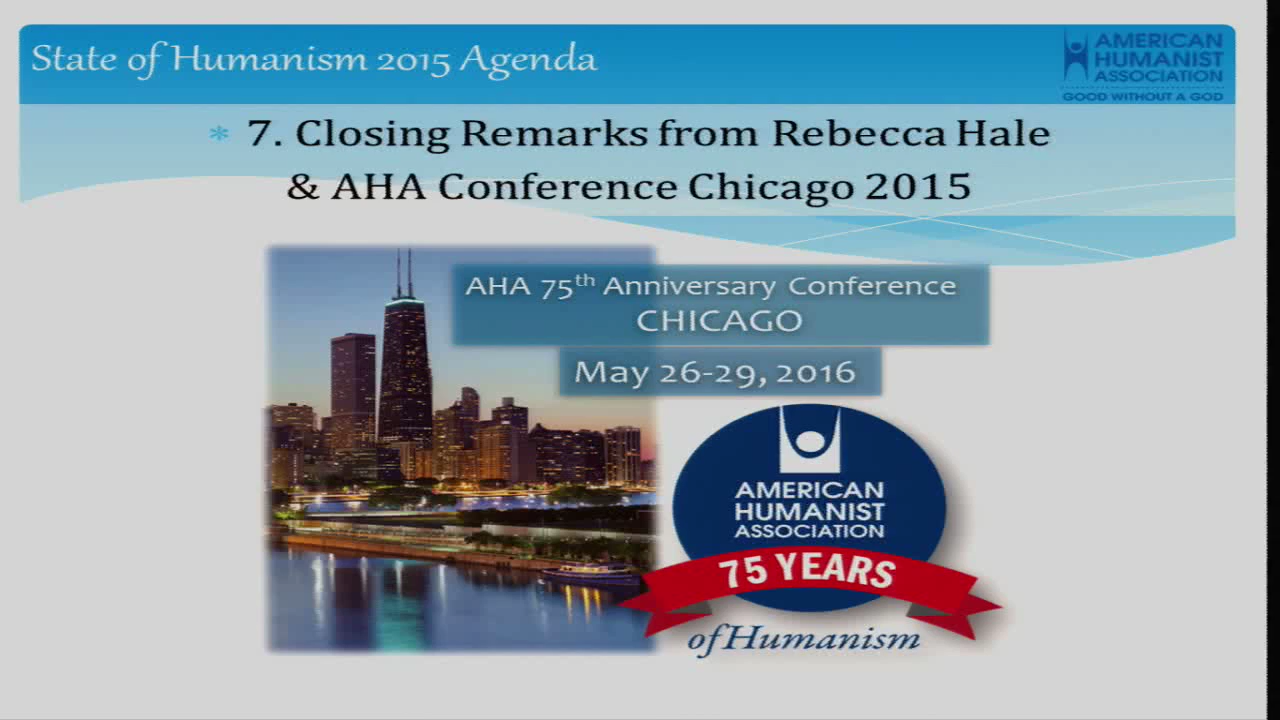 State of Humanism 2015 Agenda
AMERICAN
HUMANIST
ASSOCIATION
GOOD WITHOUT A GOD
* 7. Closing Remarks from Rebecca Hale
& AHA Conference Chicago 2015
AHA 75th Anniversary Conference
CHICAGO
May 26-29, 2016
AMERICAN
HUMANIST
ASSOCIATION
75 YEARS
of Humanism